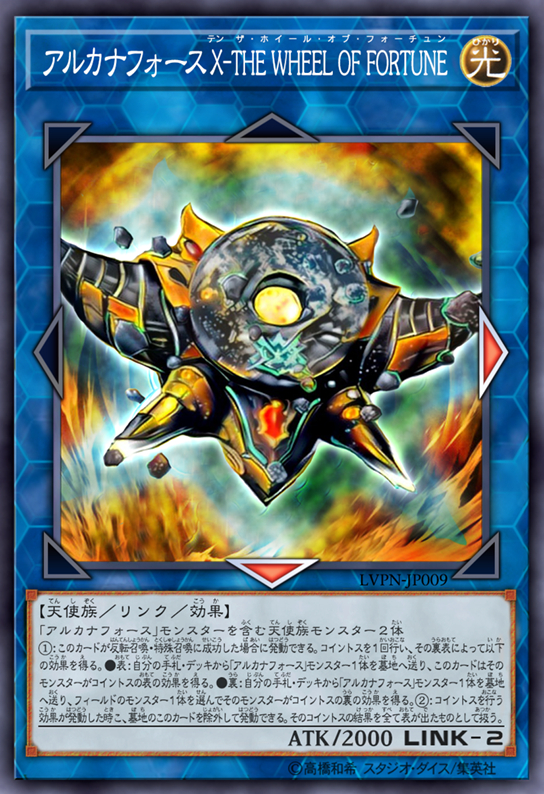 テン ザ・ホイール・オブ・フォーチュン
アルカナフォースX-THE WHEEL OF FORTUNE
ひかり
光
LVPN-JP009
【天使族／リンク／効果】
「アルカナフォース」モンスターを含む天使族モンスター2体
①：このカードが反転召喚・特殊召喚に成功した場合に発動できる。コイントスを1回行い、その裏表によって以下
の効果を得る。●表：自分の手札・デッキから「アルカナフォース」モンスター1体を墓地へ送り、このカードはその
モンスターがコイントスの表の効果を得る。●裏：自分の手札・デッキから「アルカナフォース」モンスター1体を墓地
へ送り、フィールドのモンスター1体を選んでそのモンスターがコイントスの裏の効果を得る。②：コイントスを行う
効果が発動した時こ、墓地のこのカードを除外して発動できる。そのコイントスの結果を全て表が出たものとして扱う。
ATK/2000 LINK-2
©高橋和希 スタジオ・ダイス/集英社